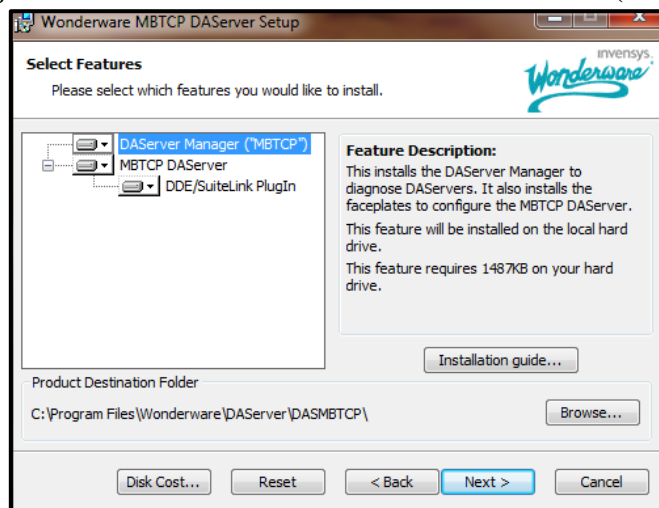 Wonderware MBTCP DAServer Setup
Select Features
Please select which features you would like to install.
invensys.
Wonderware
DAServer Manager ("MBTCP")
MBTCP DAServer
DDE/SuiteLink PlugIn
Feature Description:
This installs the DAServer Manager to
diagnose DAServers. It also installs the
faceplates to configure the MBTCP DAServer.
This feature will be installed on the local hard
drive.
This feature requires 1487KB on your hard
drive.
Installation guide...
Product Destination Folder
C:\Program Files\Wonderware\DAServer\DASMBTCP\
Browse...
Disk Cost...
Reset
< Back
Next >
Cancel